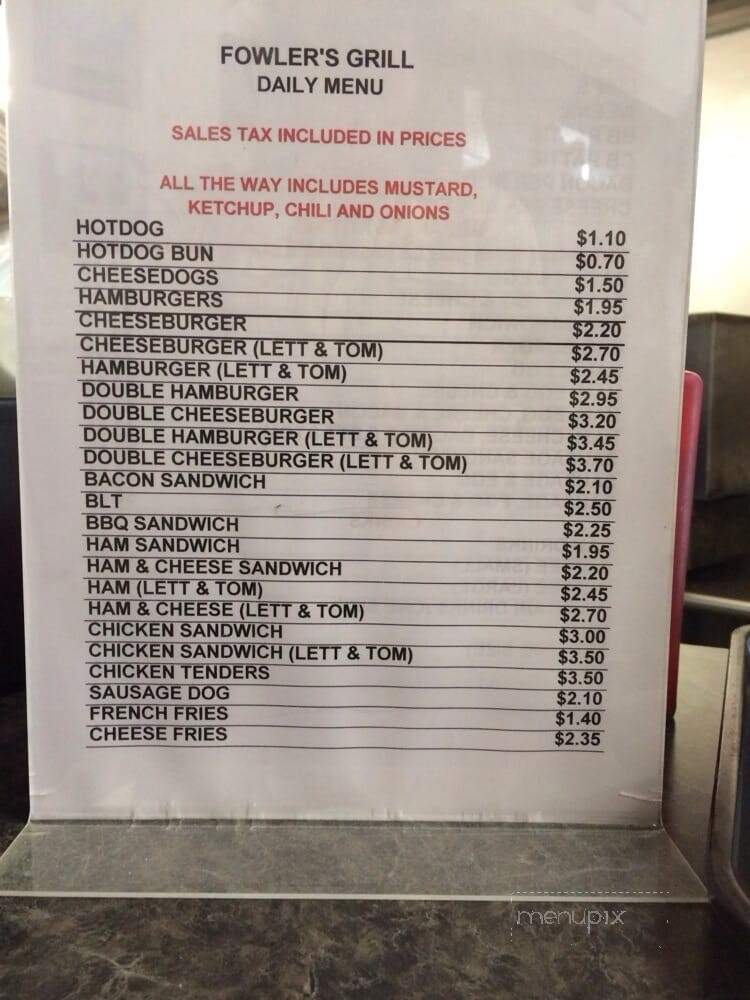 FOWLER'S GRILL
DAILY MENU
SALES TAX INCLUDED IN PRICES
ALL THE WAY INCLUDES MUSTARD,
KETCHUP, CHILI AND ONIONS
HOTDOG $1.10
HOTDOG BUN $0.70
CHEESEDOGS $1.50
HAMBURGERS $1.95
CHEESEBURGER $2.20
CHEESEBURGER (LETT & TOM) $2.70
HAMBURGER (LETT & TOM) $2.45
DOUBLE HAMBURGER $2.95
DOUBLE CHEESEBURGER $3.20
DOUBLE HAMBURGER (LETT & TOM) $3.45
DOUBLE CHEESEBURGER (LETT & TOM) $3.70
BACON SANDWICH $2.10
BLT $2.50
BBQ SANDWICH $2.25
HAM SANDWICH $1.95
HAM & CHEESE SANDWICH $2.20
HAM (LETT & TOM) $2.45
HAM & CHEESE (LETT & TOM) $2.70
CHICKEN SANDWICH $3.00
CHICKEN SANDWICH (LETT & TOM) $3.50
CHICKEN TENDERS $3.50
SAUSAGE DOG $2.10
FRENCH FRIES $1.40
CHEESE FRIES $2.35
menupix